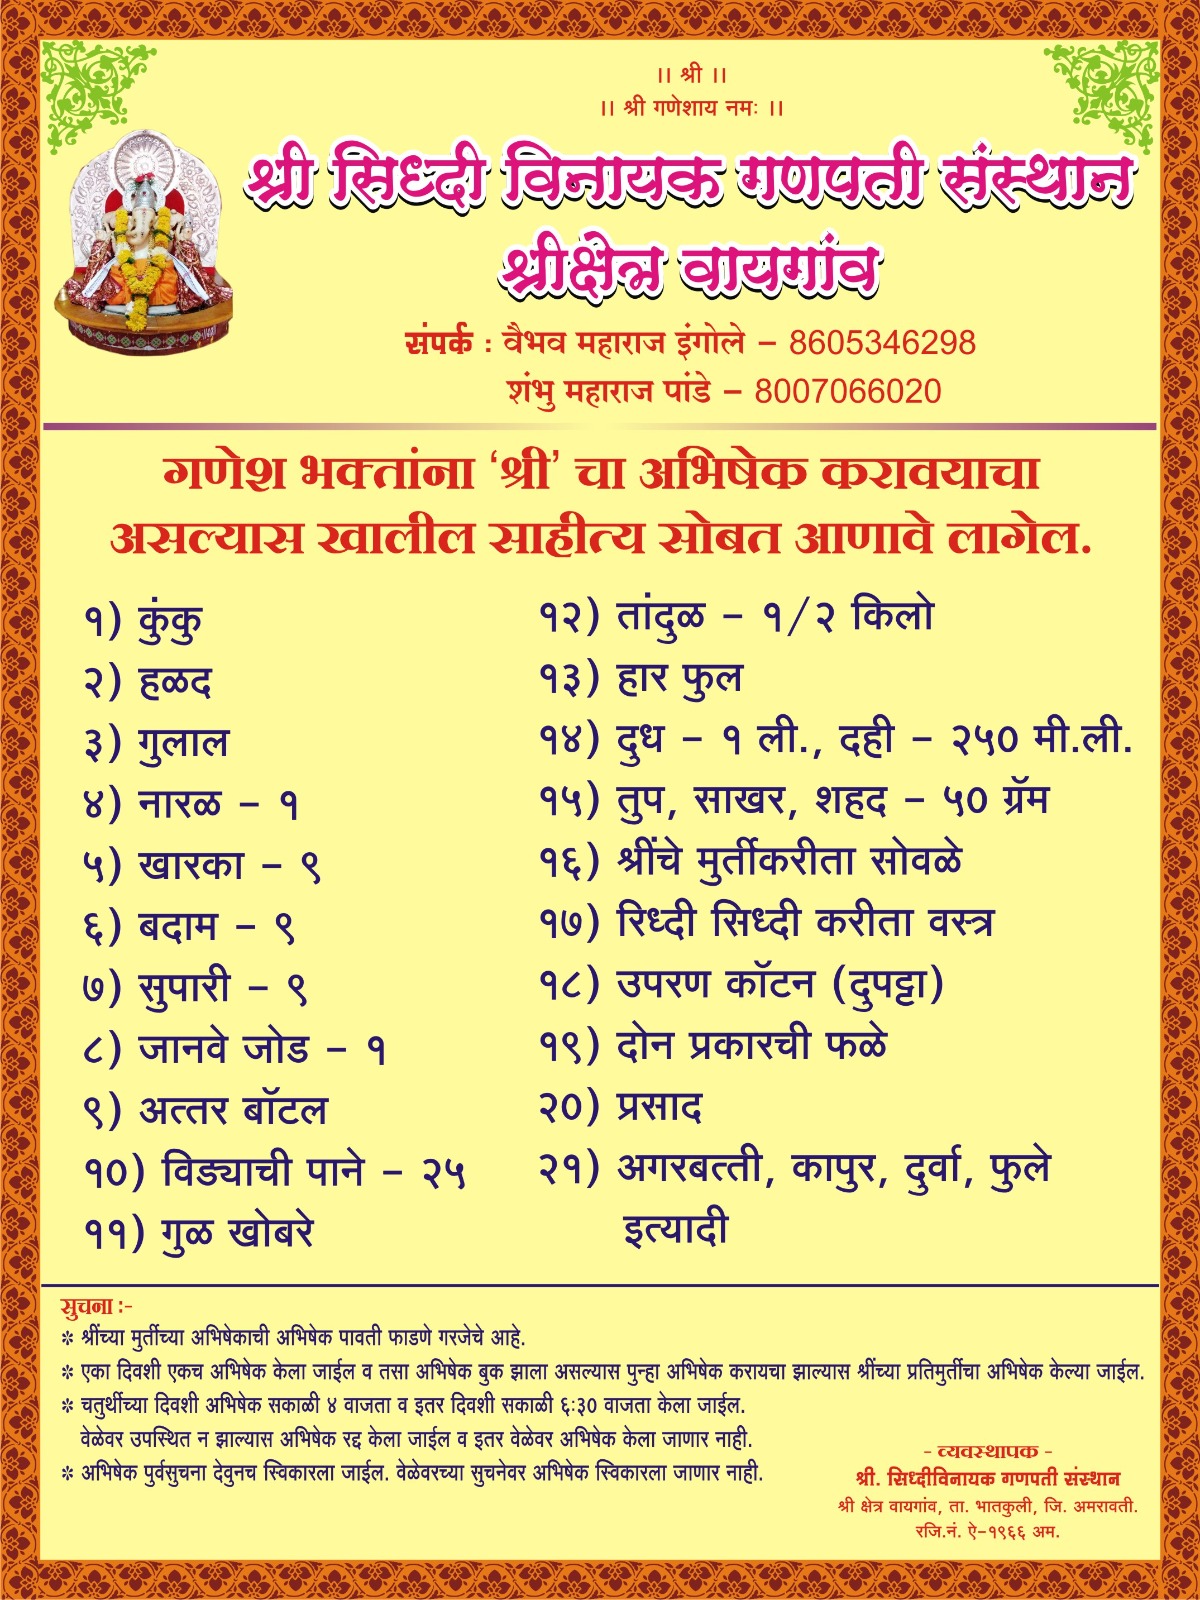 ।। श्री ।।
।। श्री गणेशाय नमः ।।
श्री सिध्दी विनायक गणपती संस्थान
श्रीक्षेत्र वायगांव
संपर्क : वैभव महाराज इंगोले – 8605346298
शंभु महाराज पांडे – 8007066020
गणेश भक्तांना ‘श्री’ चा अभिषेक करावयाचा
असल्यास खालील साहीत्य सोबत आणावे लागेल.
१) कुंकु
२) हळद
३) गुलाल
४) नारळ – १
५) खारका – ९
६) बदाम – ९
७) सुपारी – ९
८) जानवे जोड – १
९) अत्तर बॉटल
१०) विड्याची पाने – २५
११) गुळ खोबरे
१२) तांदुळ – १/२ किलो
१३) हार फुल
१४) दुध – १ ली., दही – २५० मी.ली.
१५) तुप, साखर, शहद – ५० ग्रॅम
१६) श्रींचे मुर्तीकरीता सोवळे
१७) रिध्दी सिध्दी करीता वस्त्र
१८) उपरण कॉटन (दुपट्टा)
१९) दोन प्रकारची फळे
२०) प्रसाद
२१) अगरबत्ती, कापुर, दुर्वा, फुले
इत्यादी
सुचना :-
❊ श्रींच्या मुर्तीच्या अभिषेकाची अभिषेक पावती फाडणे गरजेचे आहे.
❊ एका दिवशी एकच अभिषेक केला जाईल व तसा अभिषेक बुक झाला असल्यास पुन्हा अभिषेक करायचा झाल्यास श्रींच्या प्रतिमुर्तीचा अभिषेक केल्या जाईल.
❊ चतुर्थीच्या दिवशी अभिषेक सकाळी ४ वाजता व इतर दिवशी सकाळी ६:३० वाजता केला जाईल.
वेळेवर उपस्थित न झाल्यास अभिषेक रद्द केला जाईल व इतर वेळेवर अभिषेक केला जाणार नाही.
❊ अभिषेक पुर्वसुचना देवुनच स्विकारला जाईल. वेळेवरच्या सुचनेवर अभिषेक स्विकारला जाणार नाही.
- व्यवस्थापक -
श्री. सिध्दीविनायक गणपती संस्थान
श्री क्षेत्र वायगांव, ता. भातकुली, जि. अमरावती.
रजि.नं. ऐ–१९६६ अम.